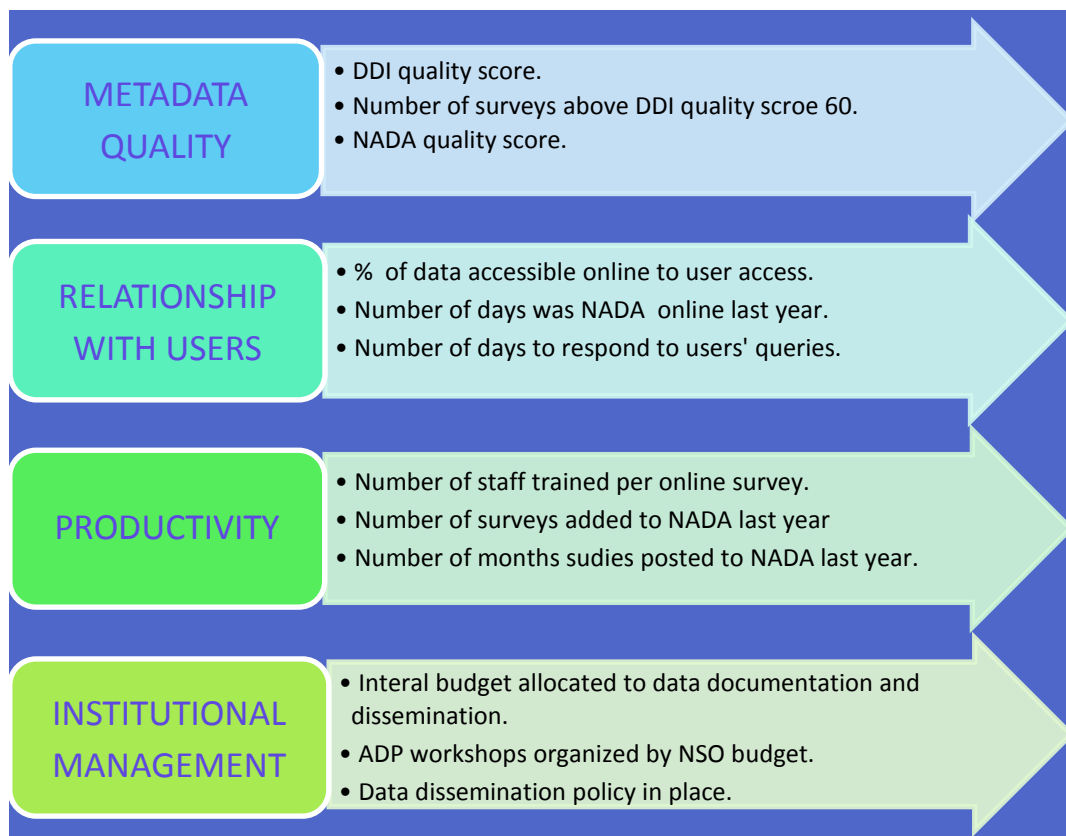 METADATA
QUALITY
• DDI quality score.
• Number of surveys above DDI quality scroe 60.
• NADA quality score.
RELATIONSHIP
WITH USERS
• % of data accessible online to user access.
• Number of days was NADA online last year.
• Number of days to respond to users' queries.
PRODUCTIVITY
• Number of staff trained per online survey.
• Number of surveys added to NADA last year
• Number of months sudies posted to NADA last year.
INSTITUTIONAL
MANAGEMENT
• Interal budget allocated to data documentation and
dissemination.
• ADP workshops organized by NSO budget.
• Data dissemination policy in place.